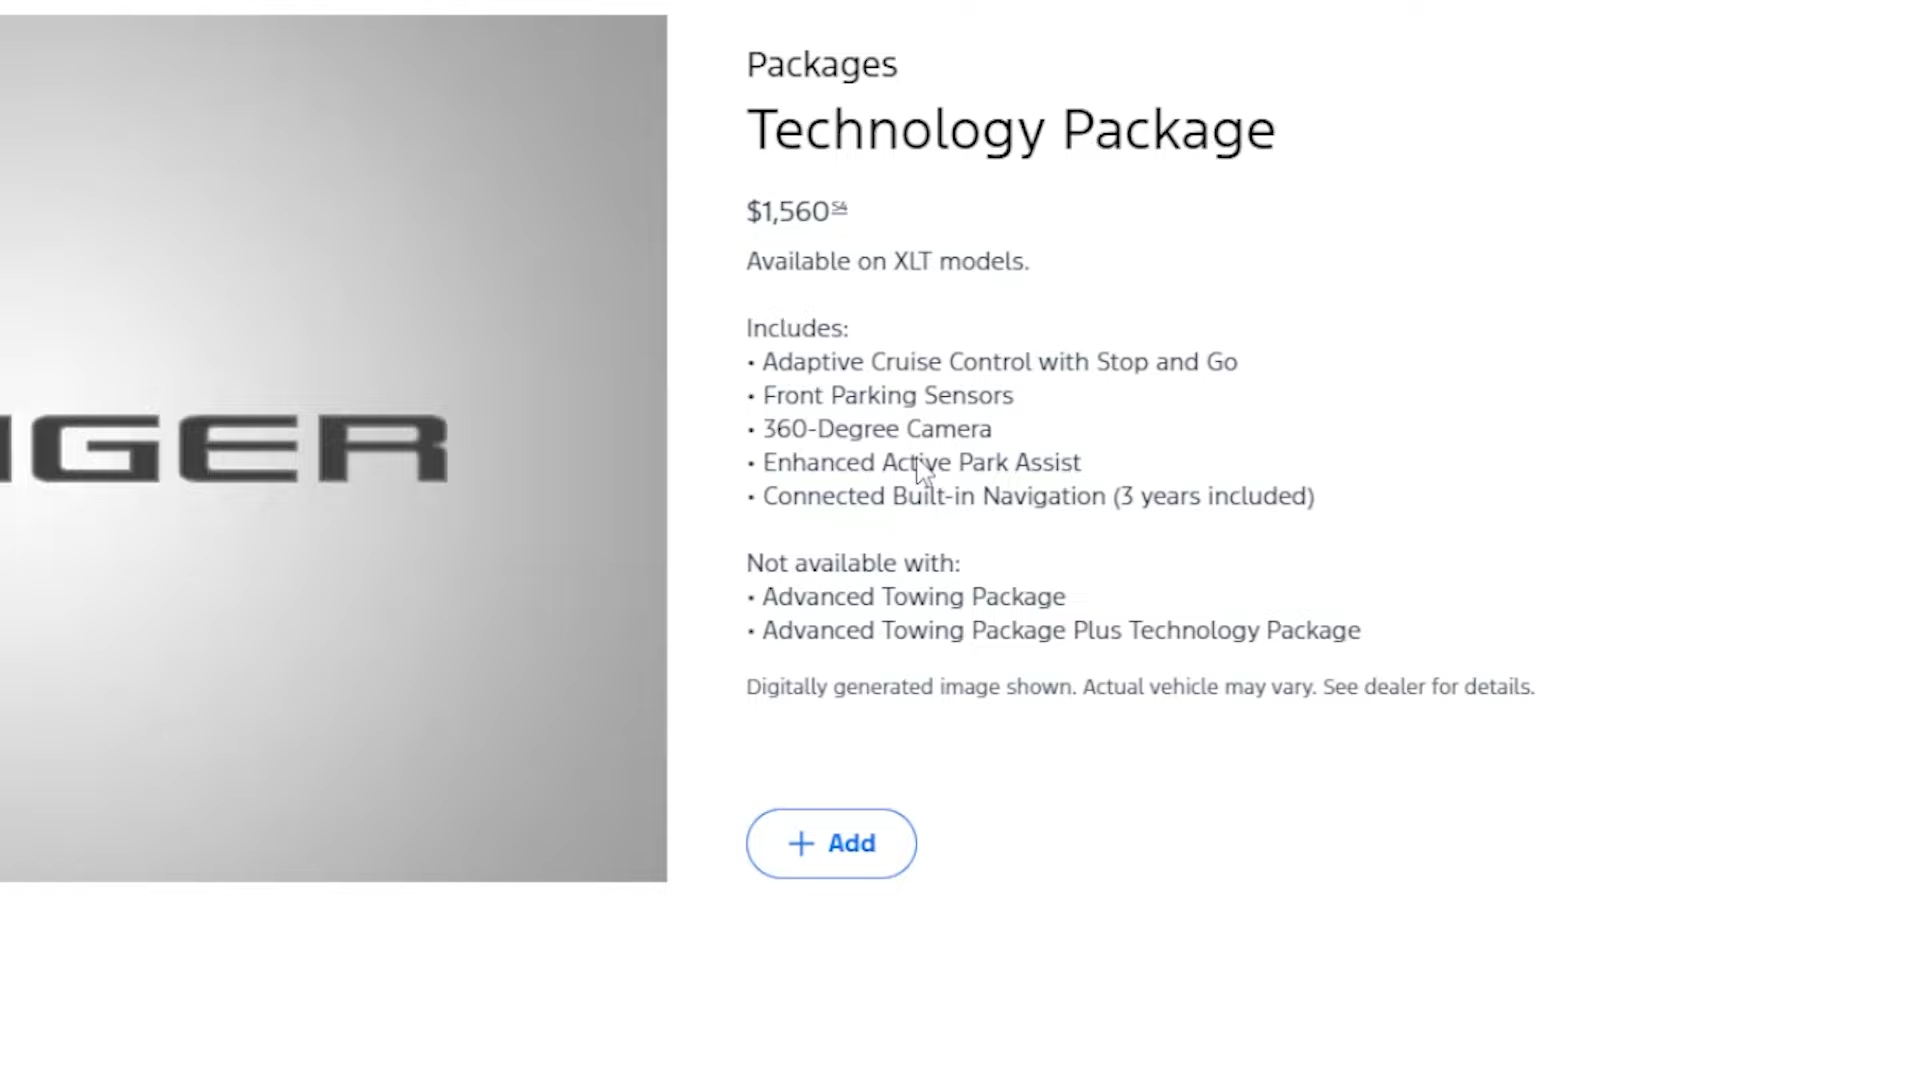 Packages
Technology Package
$1,560S4
Available on XLT models.
Includes:
• Adaptive Cruise Control with Stop and Go
• Front Parking Sensors
• 360-Degree Camera
• Enhanced Active Park Assist
• Connected Built-in Navigation (3 years included)
Not available with:
• Advanced Towing Package
• Advanced Towing Package Plus Technology Package
Digitally generated image shown. Actual vehicle may vary. See dealer for details.
+ Add
GER